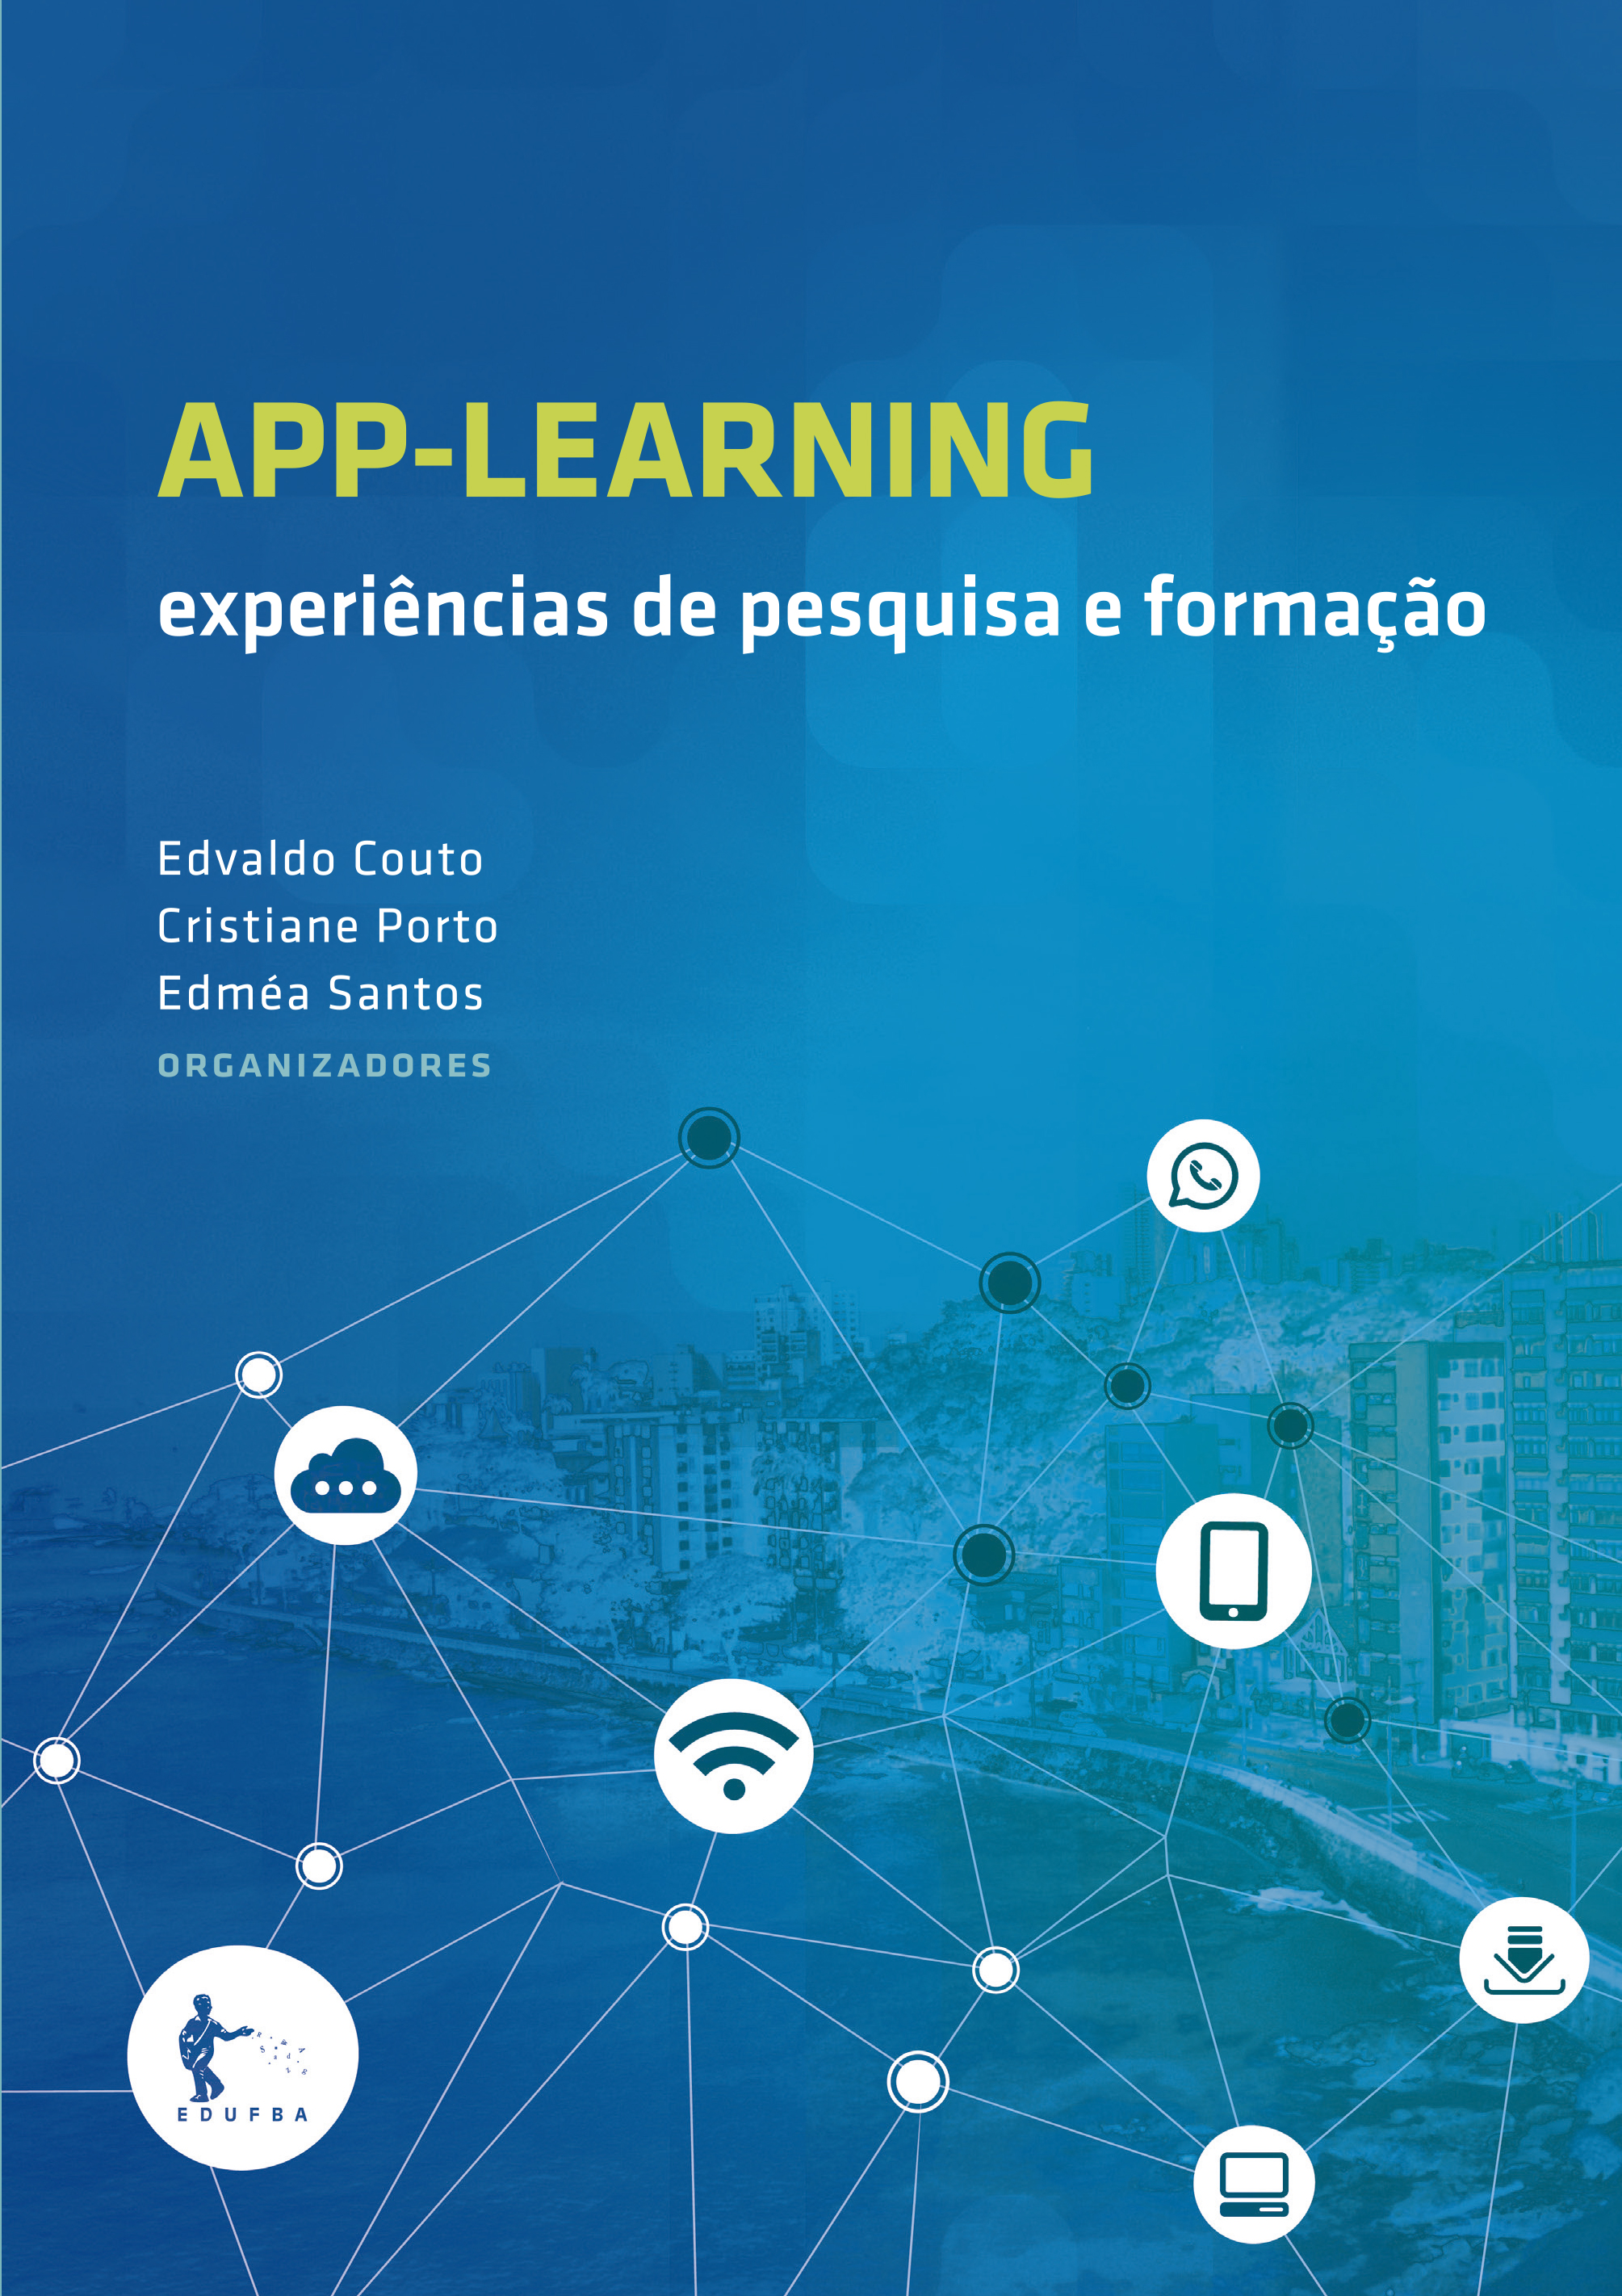 APP-LEARNING
experiências de pesquisa e formação
Edvaldo Couto
Cristiane Porto
Edméa Santos
ORGANIZADORES
EDUFBA